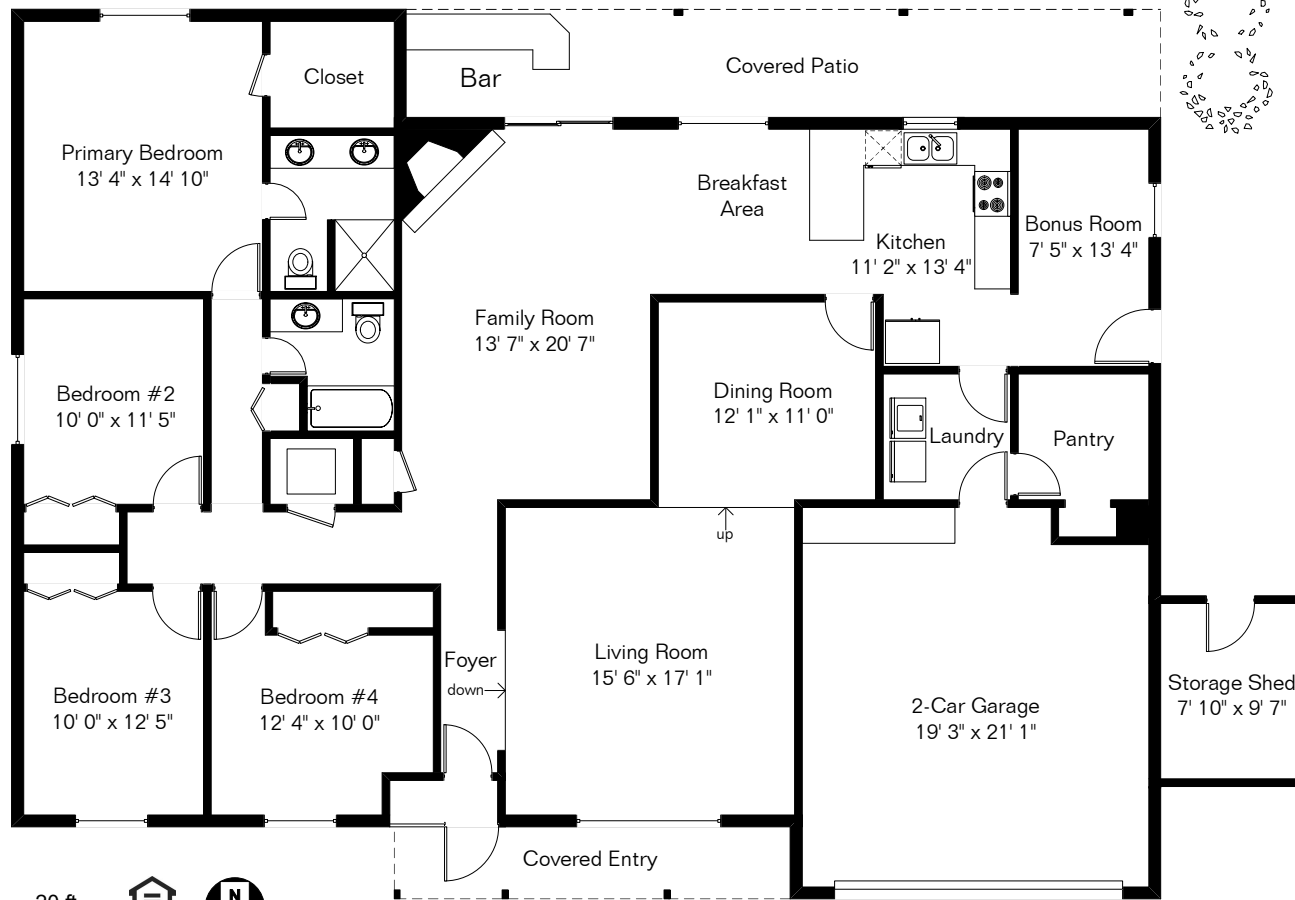 Closet
Bar
Covered Patio
Primary Bedroom
13' 4" x 14' 10"
Breakfast
Area
Kitchen
11' 2" x 13' 4"
Bonus Room
7' 5" x 13' 4"
Family Room
13' 7" x 20' 7"
Bedroom #2
10' 0" x 11' 5"
Dining Room
12' 1" x 11' 0"
Laundry
Pantry
up
Foyer
down
Living Room
15' 6" x 17' 1"
Bedroom #3
10' 0" x 12' 5"
Bedroom #4
12' 4" x 10' 0"
2-Car Garage
19' 3" x 21' 1"
Storage Shed
7' 10" x 9' 7"
Covered Entry
20 ft
N